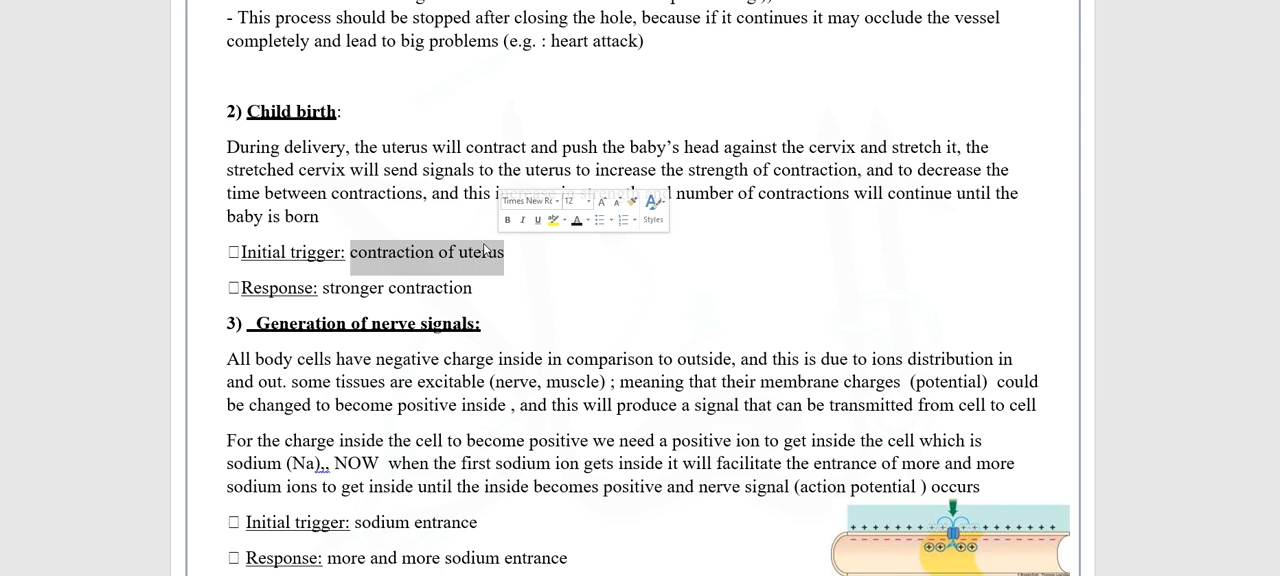 - This process should be stopped after closing the hole, because if it continues it may occlude the vessel
completely and lead to big problems (e.g. : heart attack)
2) Child birth:
During delivery, the uterus will contract and push the baby’s head against the cervix and stretch it, the
stretched cervix will send signals to the uterus to increase the strength of contraction, and to decrease the
time between contractions, and this increase in strength and number of contractions will continue until the
baby is born
Times New Ro 12
B I U aby A Styles
□Initial trigger: contraction of uterus
□Response: stronger contraction
3) Generation of nerve signals:
All body cells have negative charge inside in comparison to outside, and this is due to ions distribution in
and out. some tissues are excitable (nerve, muscle) ; meaning that their membrane charges (potential) could
be changed to become positive inside , and this will produce a signal that can be transmitted from cell to cell
For the charge inside the cell to become positive we need a positive ion to get inside the cell which is
sodium (Na),, NOW when the first sodium ion gets inside it will facilitate the entrance of more and more
sodium ions to get inside until the inside becomes positive and nerve signal (action potential ) occurs
□ Initial trigger: sodium entrance
□ Response: more and more sodium entrance